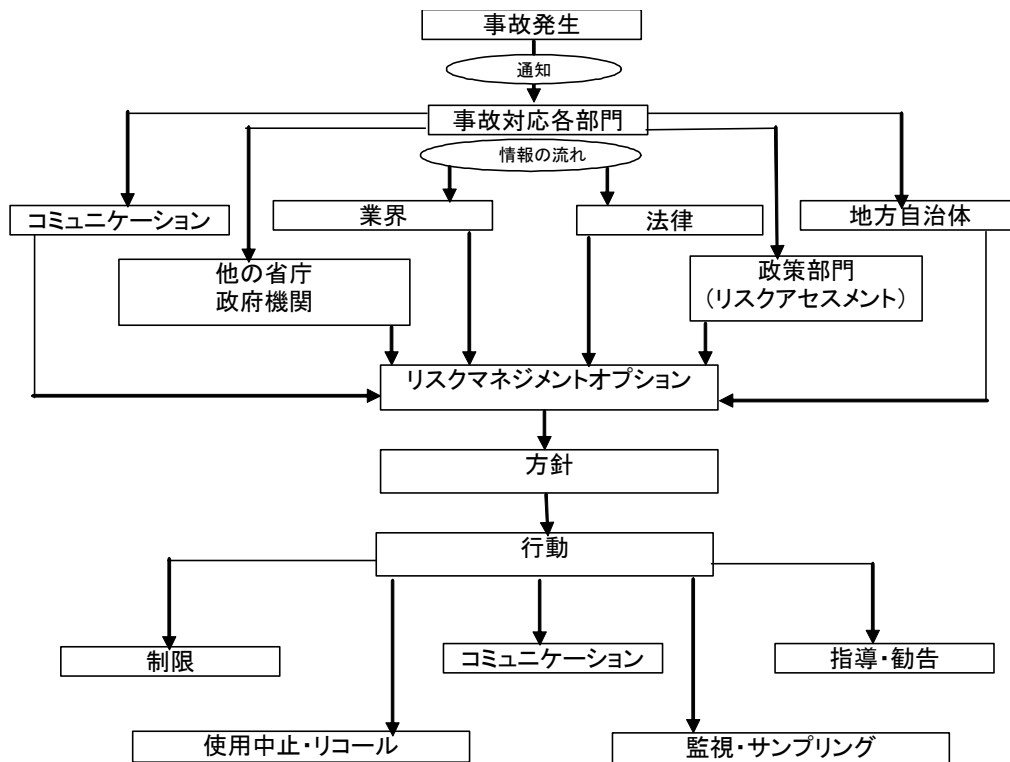 事故発生
通知
事故対応各部門
情報の流れ
コミュニケーション
業界
法律
地方自治体
他の省庁
政府機関
政策部門
（リスクアセスメント）
リスクマネジメントオプション
方針
行動
制限
コミュニケーション
指導・勧告
使用中止・リコール
監視・サンプリング